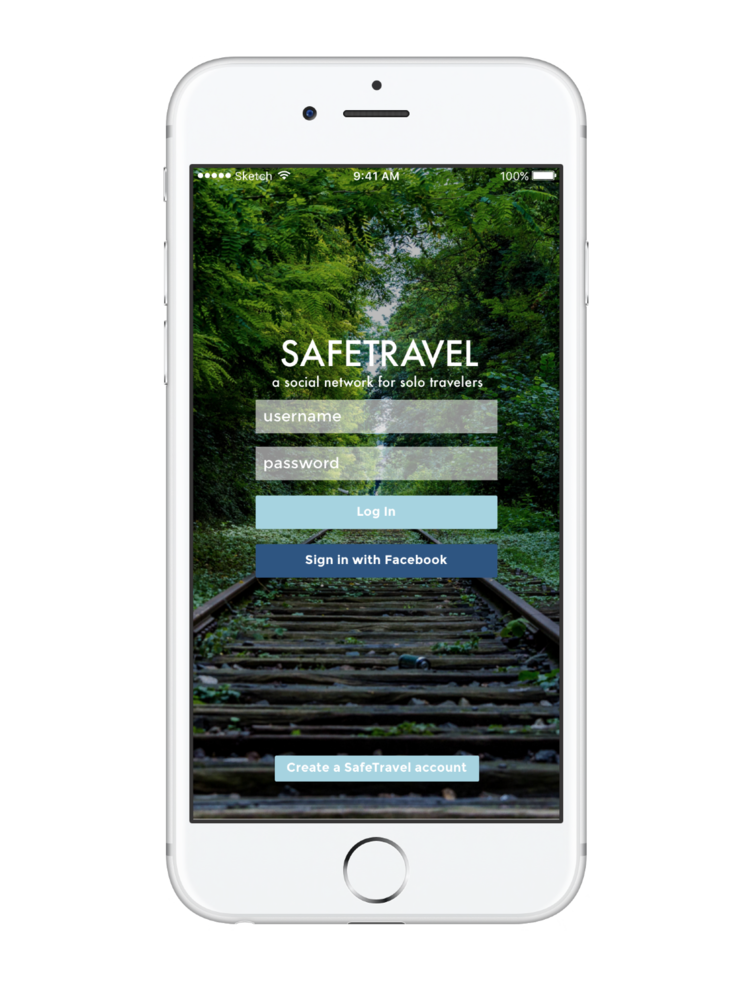 Sketch 9:41 AM 100%
SAFETRAVEL
a social network for solo travelers
username
password
Log In
Sign in with Facebook
Create a SafeTravel account